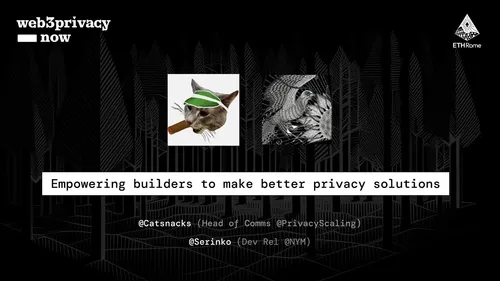 web3privacy
now
ETHRome
Empowering builders to make better privacy solutions
@Catsnacks (Head of Comms @PrivacyScaling)
@Serinko (Dev Rel @NYM)